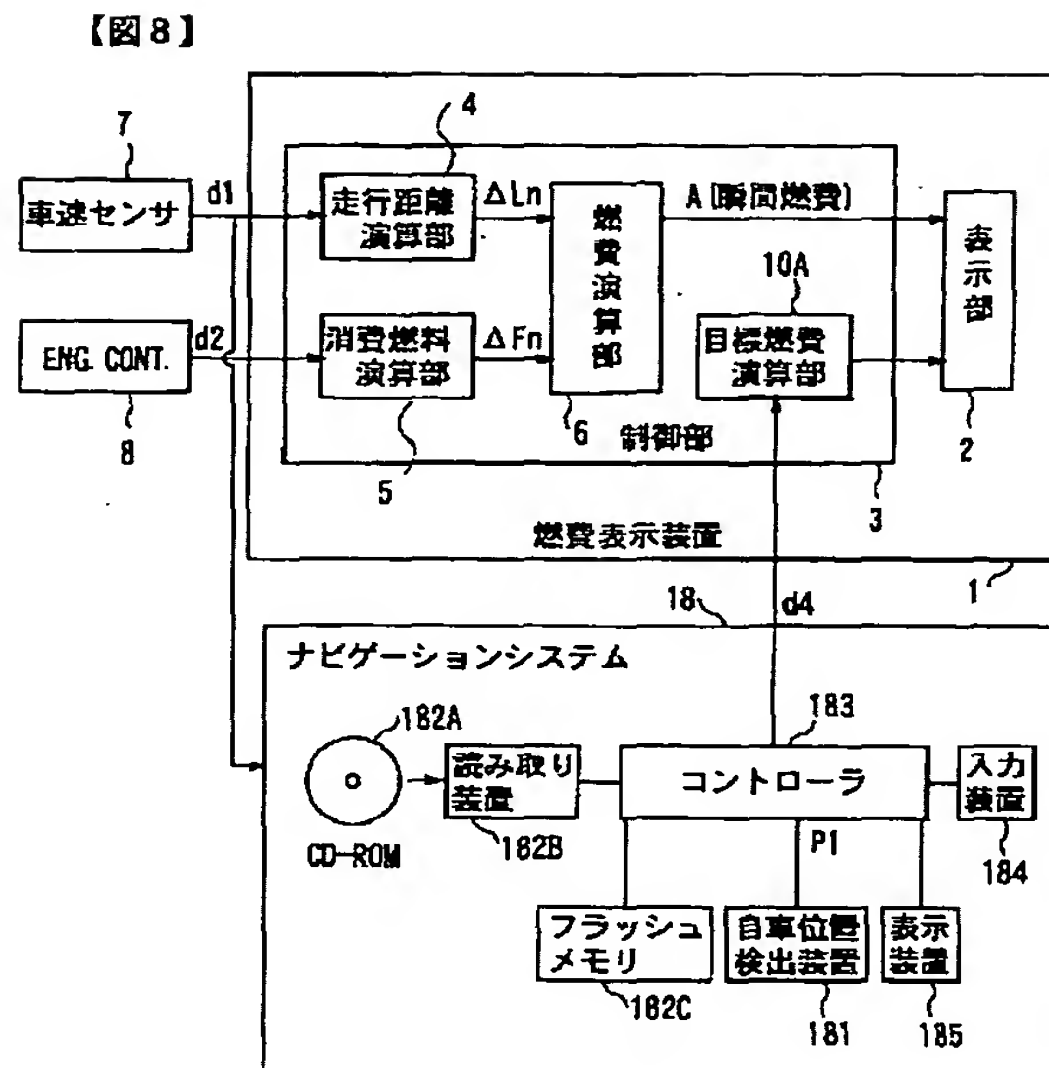 【図8】
7
4
車速センサ
d1
走行距離
演算部
ΔLn
燃費演算部
A(瞬間燃費)
表示部
10A
ENG. CONT.
d2
消費燃料
演算部
ΔFn
目標燃費
演算部
8
5
6
制御部
2
3
燃費表示装置
1
18
d4
ナビゲーションシステム
182A
183
読み取り
装置
コントローラ
入力
装置
CD-ROM
182B
P1
184
フラッシュ
メモリ
自車位置
検出装置
表示
装置
182C
181
185